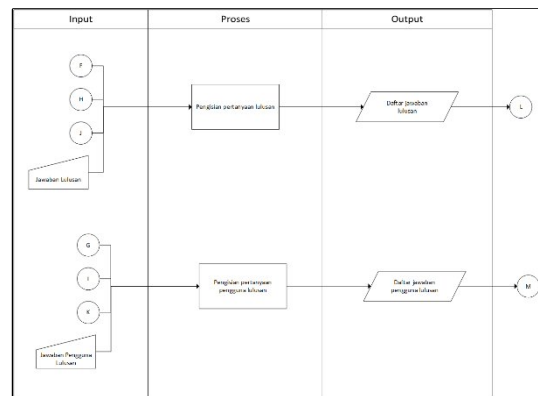 Input
Proses
Output
F
H
J
Jawaban Lulusan
Pengisian pertanyaan lulusan
Daftar jawaban
lulusan
L
G
I
K
Jawaban Pengguna
Lulusan
Pengisian pertanyaan
pengguna lulusan
Daftar jawaban
pengguna lulusan
M